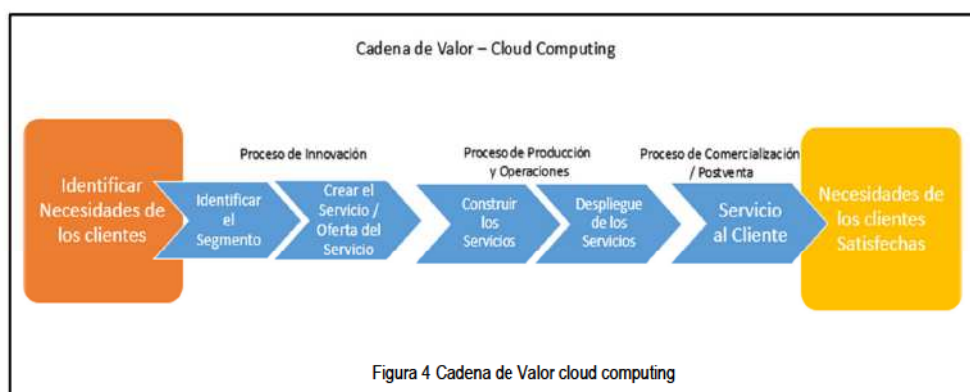 Cadena de Valor – Cloud Computing
Proceso de Innovación
Proceso de Producción
y Operaciones
Proceso de Comercialización
/ Postventa
Identificar
Necesidades de
los clientes
Identificar
el
Segmento
Crear el
Servicio /
Oferta del
Servicio
Construir
los
Servicios
Despliegue
de los
Servicios
Servicio
al Cliente
Necesidades de
los clientes
Satisfechas
Figura 4 Cadena de Valor cloud computing